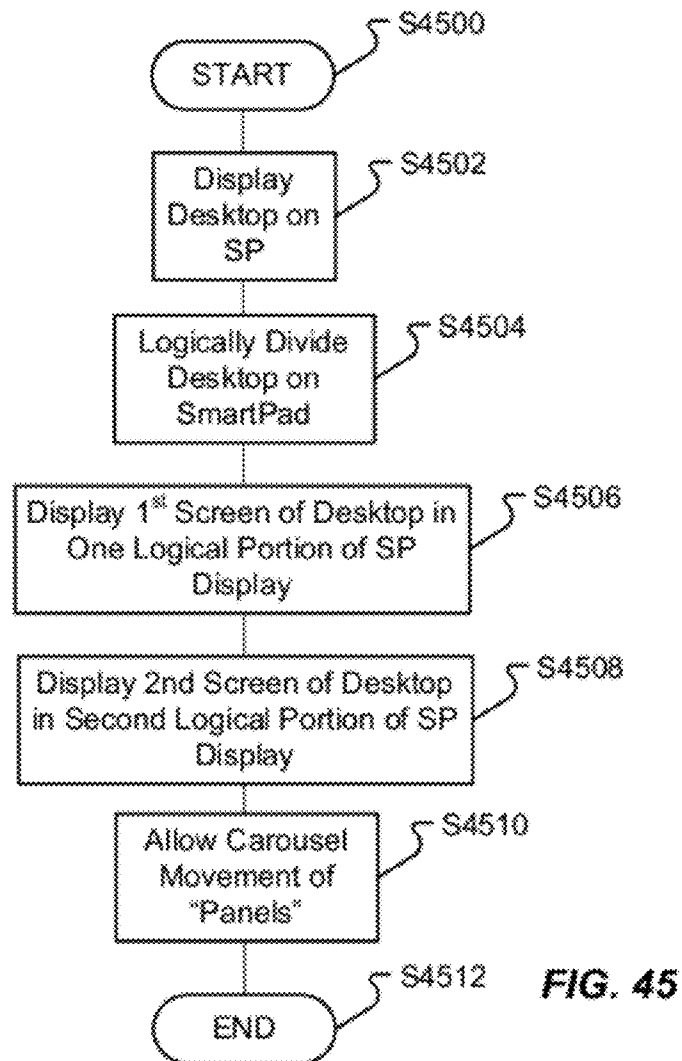 S4500
START
S4502
Display
Desktop on
SP
S4504
Logically Divide
Desktop on
SmartPad
S4506
Display 1st Screen of Desktop in
One Logical Portion of SP
Display
S4508
Display 2nd Screen of Desktop
in Second Logical Portion of SP
Display
S4510
Allow Carousel
Movement of
"Panels"
S4512
END
FIG. 45